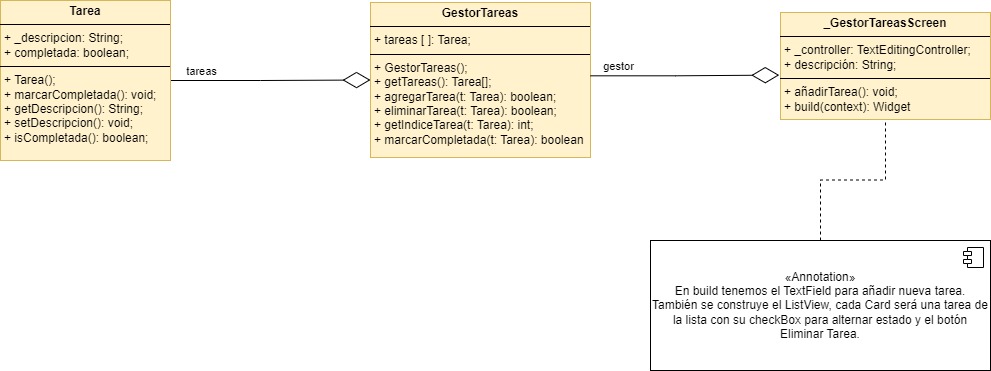 Tarea
+ _descripcion: String;
+ completada: boolean;
+ Tarea();
+ marcarCompletada(): void;
+ getDescripcion(): String;
+ setDescripcion(): void;
+ isCompletada(): boolean;
tareas
GestorTareas
+ tareas [ ]: Tarea;
+ GestorTareas();
+ getTareas(): Tarea[];
+ agregarTarea(t: Tarea): boolean;
+ eliminarTarea(t: Tarea): boolean;
+ getIndiceTarea(t: Tarea): int;
+ marcarCompletada(t: Tarea): boolean
gestor
_GestorTareasScreen
+ _controller: TextEditingController;
+ descripción: String;
+ añadirTarea(): void;
+ build(context): Widget
«Annotation»
En build tenemos el TextField para añadir nueva tarea.
También se construye el ListView, cada Card será una tarea de
la lista con su checkBox para alternar estado y el botón
Eliminar Tarea.